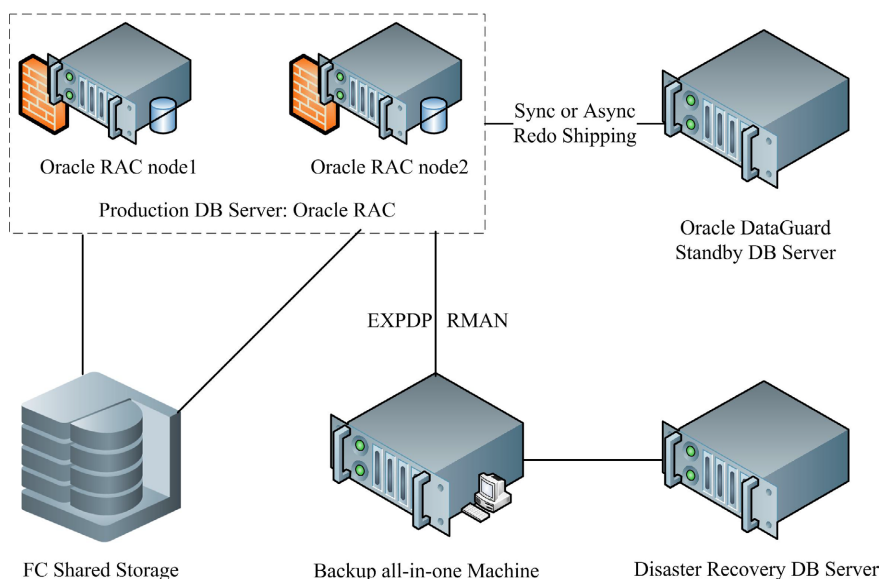 Oracle RAC node1
Oracle RAC node2
Production DB Server: Oracle RAC
Sync or Async
Redo Shipping
Oracle DataGuard
Standby DB Server
EXPDP RMAN
FC Shared Storage
Backup all-in-one Machine
Disaster Recovery DB Server